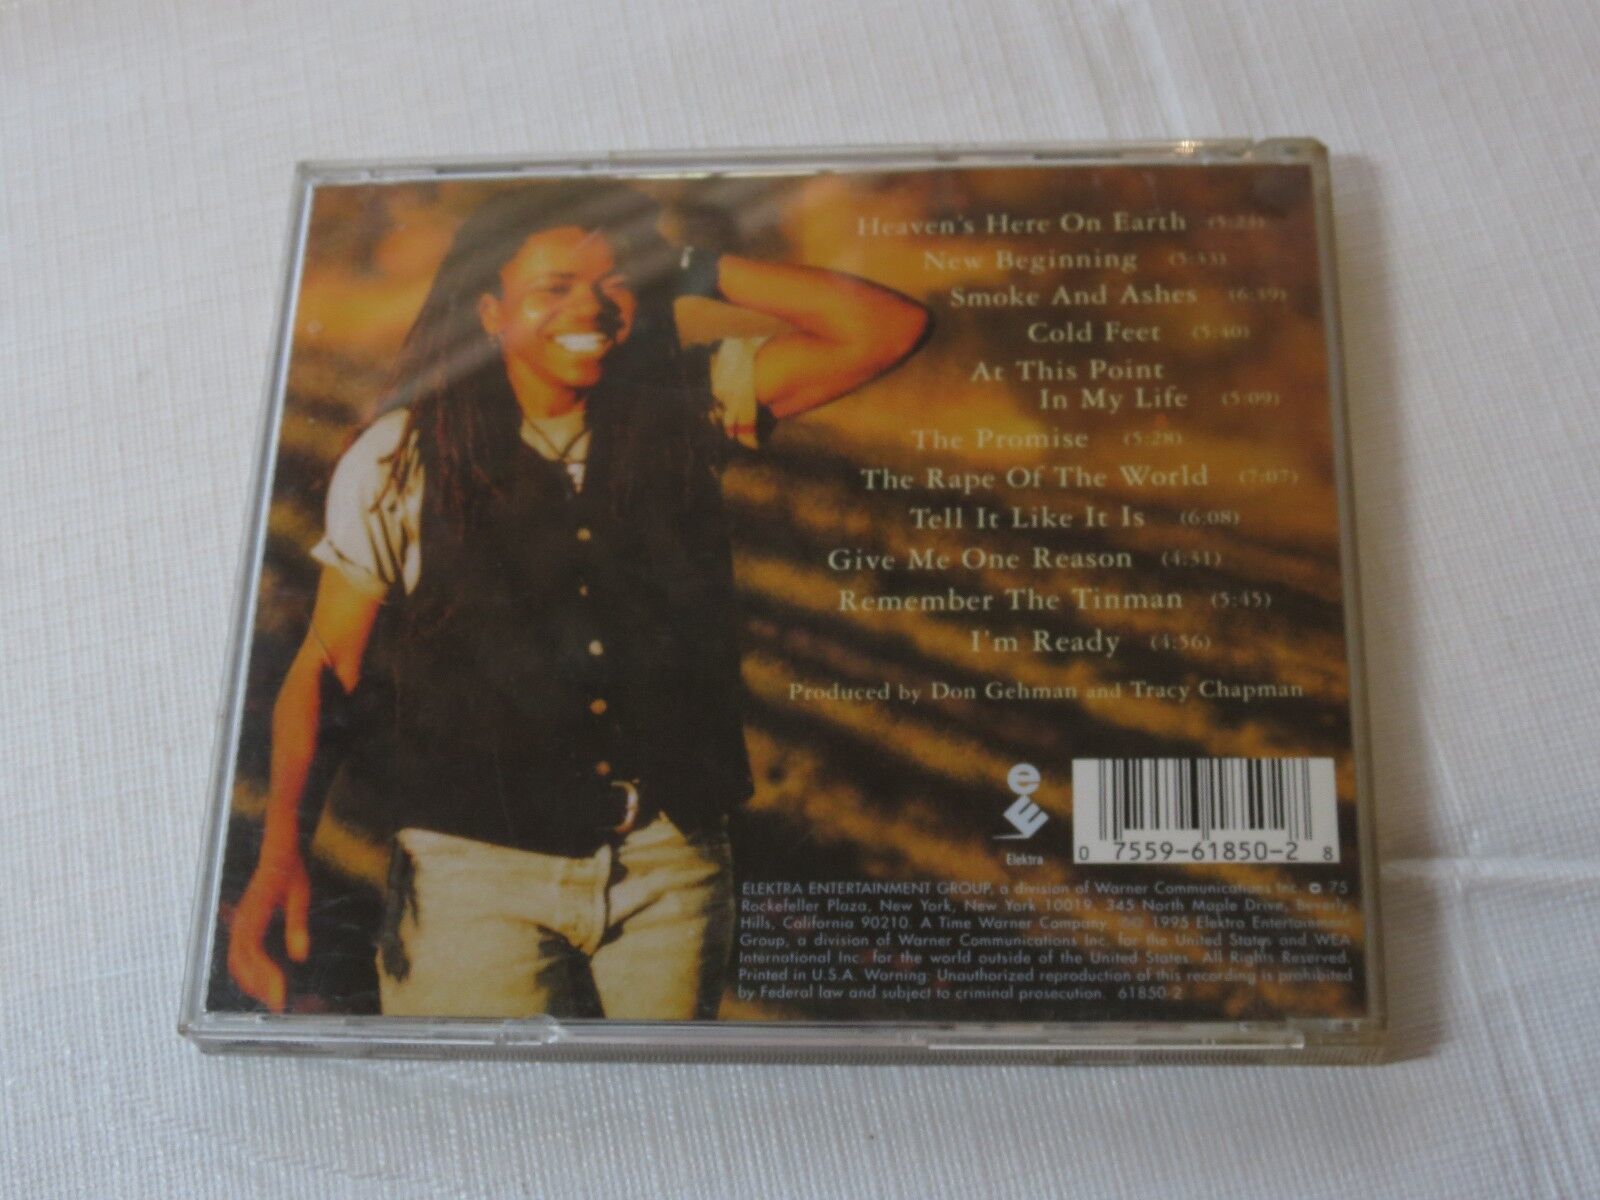 Heaven's Here On Earth (5:23)
New Beginning (5:33)
Smoke And Ashes (6:39)
Cold Feet (5:40)
At This Point
In My Life (5:09)
The Promise (5:28)
The Rape Of The World (7:07)
Tell It Like It Is (6:08)
Give Me One Reason (4:31)
Remember The Tinman (5:45)
I'm Ready (4:56)
Produced by Don Gehman and Tracy Chapman
Elektra
0 7559-61850-2 8
ELEKTRA ENTERTAINMENT GROUP, a division of Warner Communications Inc. 75
Rockefeller Plaza, New York, New York 10019. 345 North Maple Drive, Beverly
Hills, California 90210. A Time Warner Company. ℗© 1995 Elektra Entertainment
Group, a division of Warner Communications Inc. for the United States and WEA
International Inc. for the world outside of the United States. All Rights Reserved.
Printed in U.S.A. Warning: Unauthorized reproduction of this recording is prohibited
by Federal law and subject to criminal prosecution. 61850-2